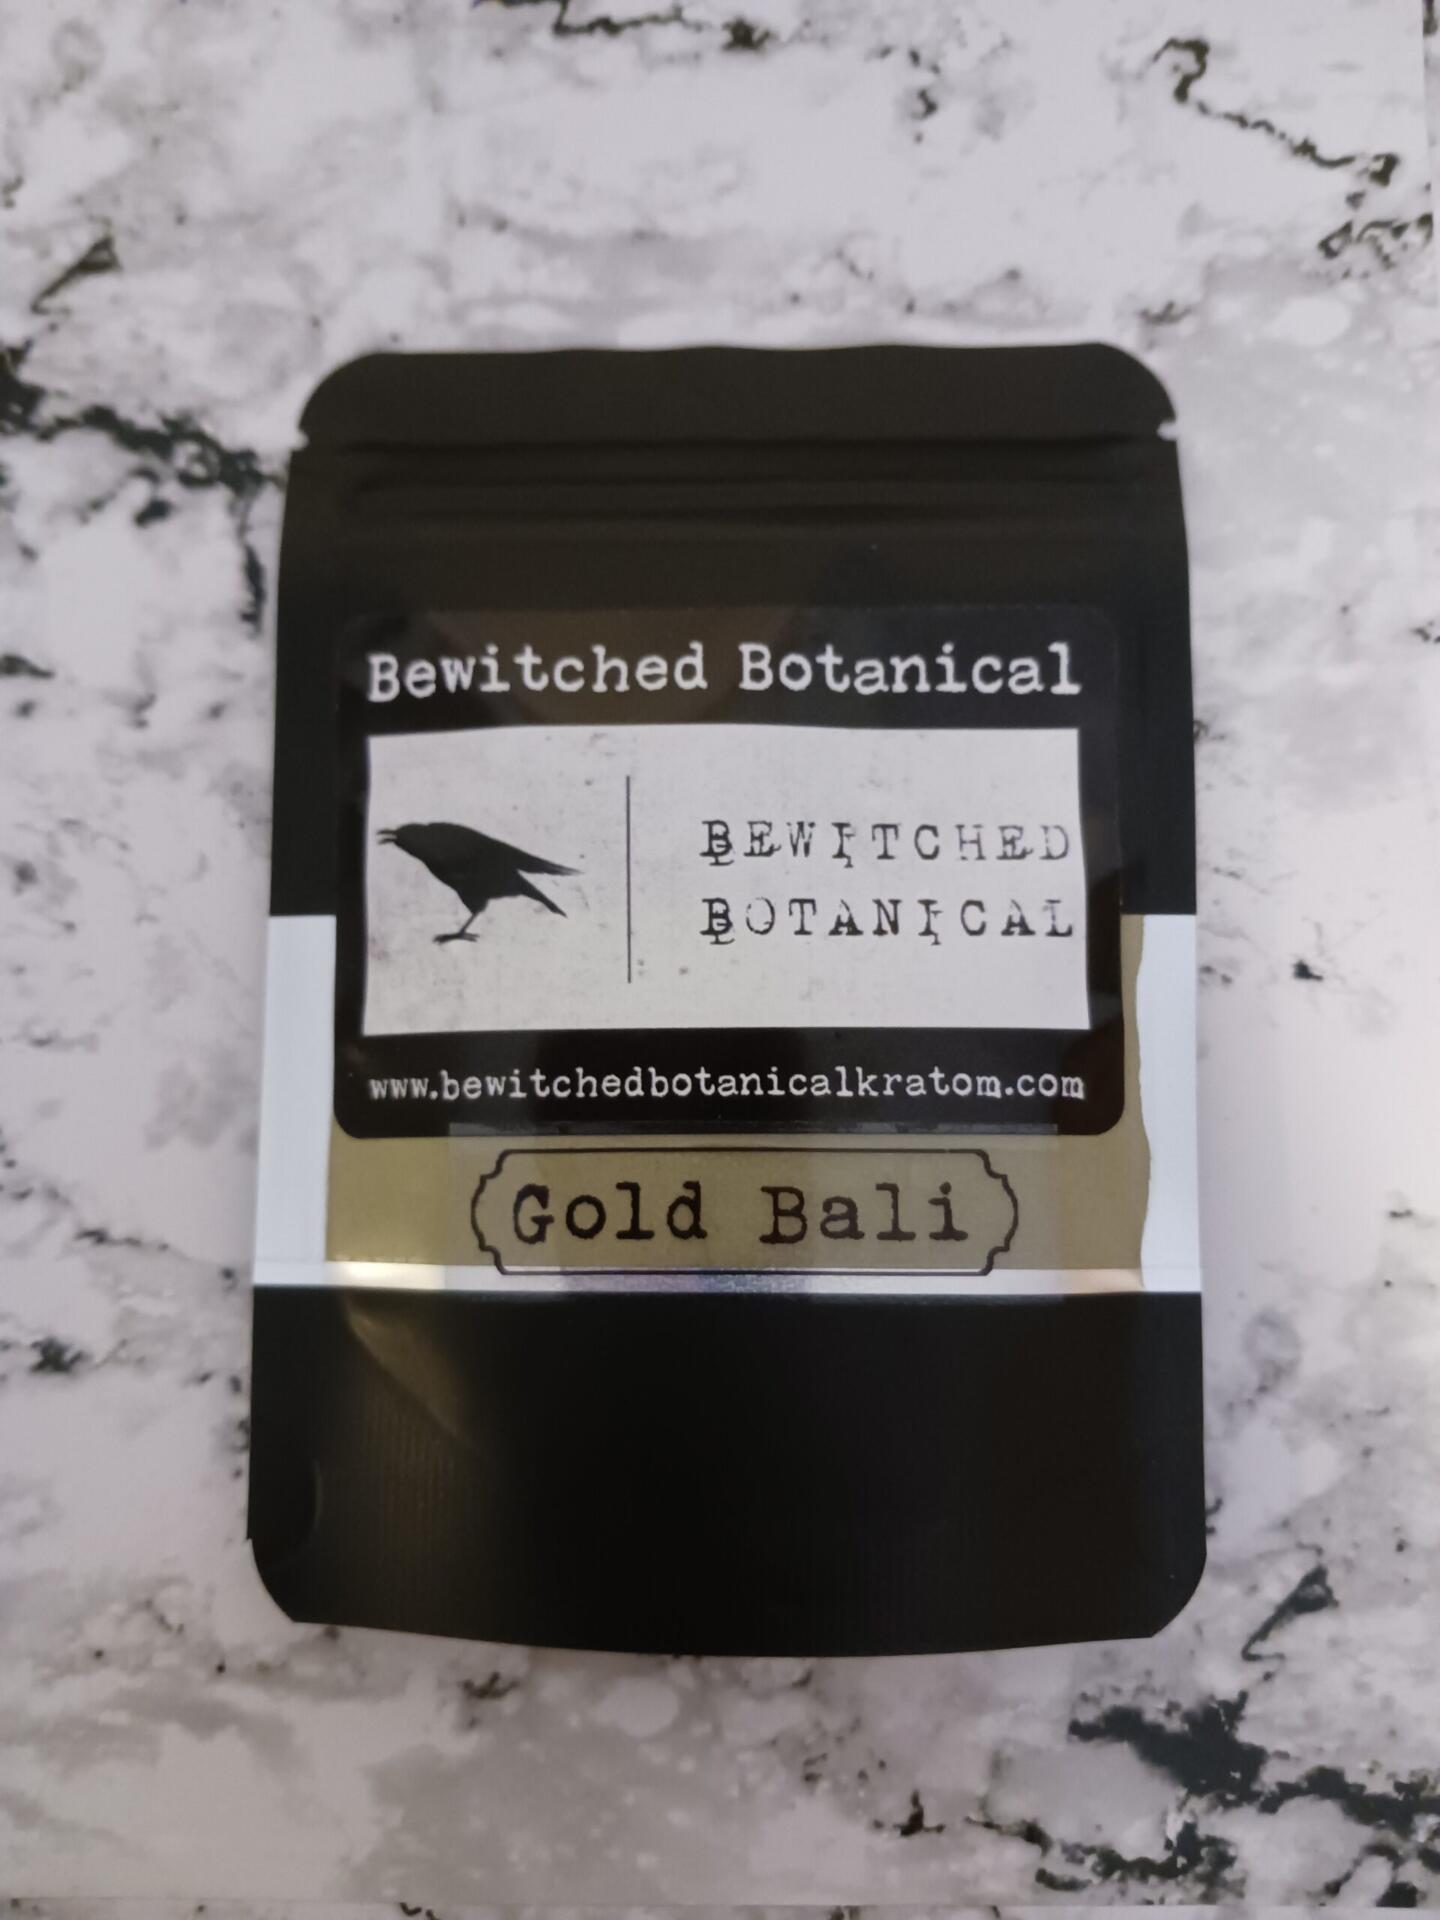 Bewitched Botanical
BEWITCHED
BOTANICAL
www.bewitchedbotanicalkratom.com
Gold Bali